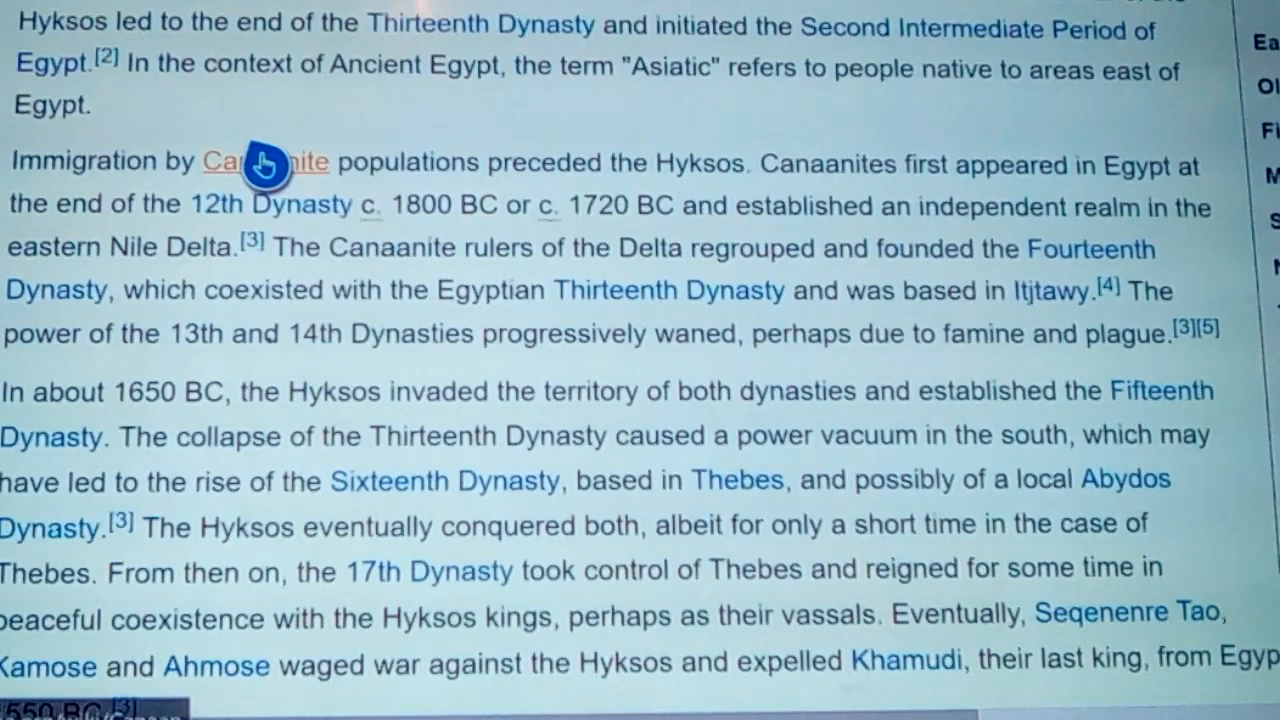 Hyksos led to the end of the Thirteenth Dynasty and initiated the Second Intermediate Period of
Egypt.[2] In the context of Ancient Egypt, the term "Asiatic" refers to people native to areas east of
Egypt.
Immigration by populations preceded the Hyksos. Canaanites first appeared in Egypt at
the end of the 12th Dynasty c. 1800 BC or c. 1720 BC and established an independent realm in the
eastern Nile Delta.[3] The Canaanite rulers of the Delta regrouped and founded the Fourteenth
Dynasty, which coexisted with the Egyptian Thirteenth Dynasty and was based in Itjtawy.[4] The
power of the 13th and 14th Dynasties progressively waned, perhaps due to famine and plague.[3][5]
In about 1650 BC, the Hyksos invaded the territory of both dynasties and established the Fifteenth
Dynasty. The collapse of the Thirteenth Dynasty caused a power vacuum in the south, which may
have led to the rise of the Sixteenth Dynasty, based in Thebes, and possibly of a local Abydos
Dynasty.[3] The Hyksos eventually conquered both, albeit for only a short time in the case of
Thebes. From then on, the 17th Dynasty took control of Thebes and reigned for some time in
peaceful coexistence with the Hyksos kings, perhaps as their vassals. Eventually, Seqenenre Tao,
Kamose and Ahmose waged war against the Hyksos and expelled Khamudi, their last king, from Egyp
550 BC.[3]